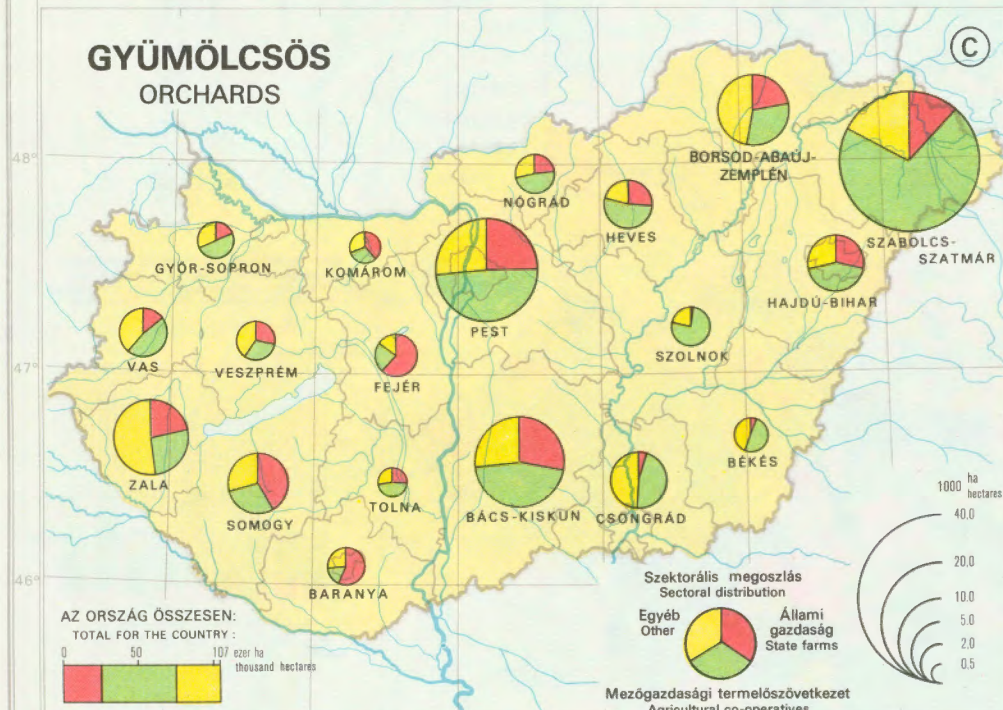 GYÜMÖLCSÖS
ORCHARDS
C
48°
47°
46°
BORSOD-ABAÚJ-
ZEMPLÉN
NÓGRÁD
HEVES
SZABOLCS-
SZATMÁR
GYŐR-SOPRON
KOMÁROM
HAJDÚ-BIHAR
PEST
SZOLNOK
VAS
VESZPRÉM
FEJÉR
BÉKÉS
ZALA
SOMOGY
TOLNA
BÁCS-KISKUN
CSONGRÁD
BARANYA
AZ ORSZÁG ÖSSZESEN:
TOTAL FOR THE COUNTRY :
0 50 107 ezer ha
thousand hectares
Szektorális megoszlás
Sectoral distribution
Egyéb
Other
Állami
gazdaság
State farms
Mezőgazdasági termelőszövetkezet
Agricultural co-operatives
1000 ha
hectares
40.0
20.0
10.0
5.0
2.0
0.5